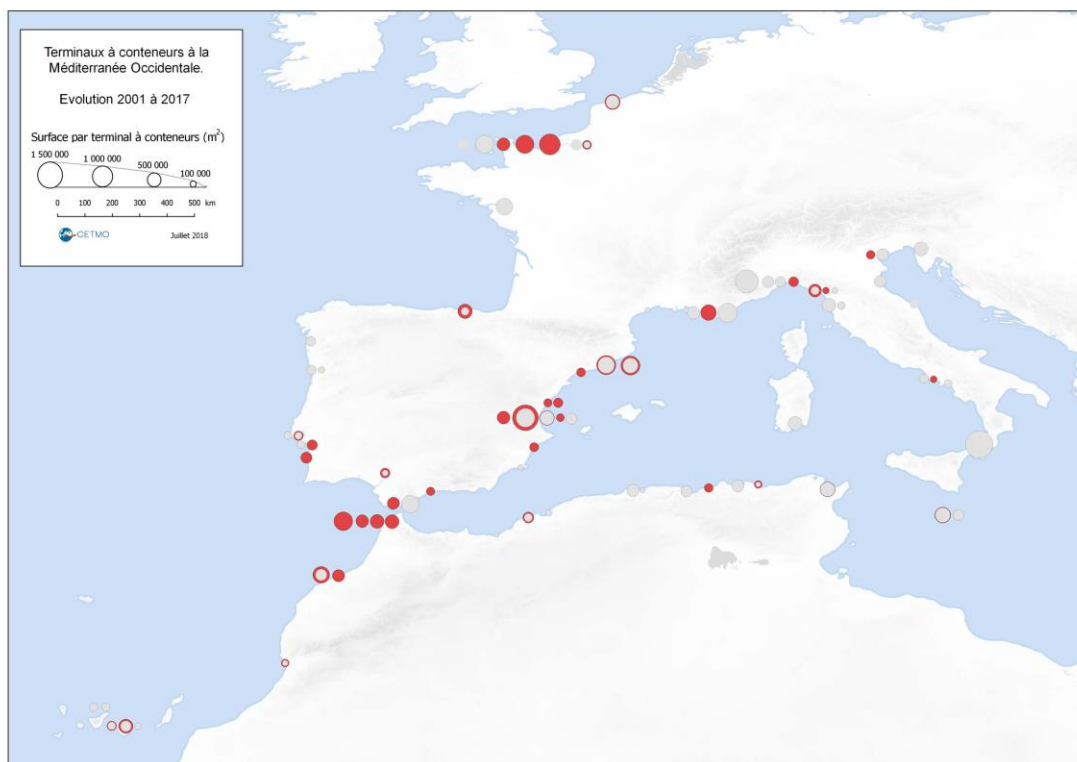 Terminaux à conteneurs à la
Méditerranée Occidentale.
Evolution 2001 à 2017
Surface par terminal à conteneurs (m²)
1 500 000 1 000 000 500 000 100 000
0 100 200 300 400 500 km
CETMO Juillet 2018